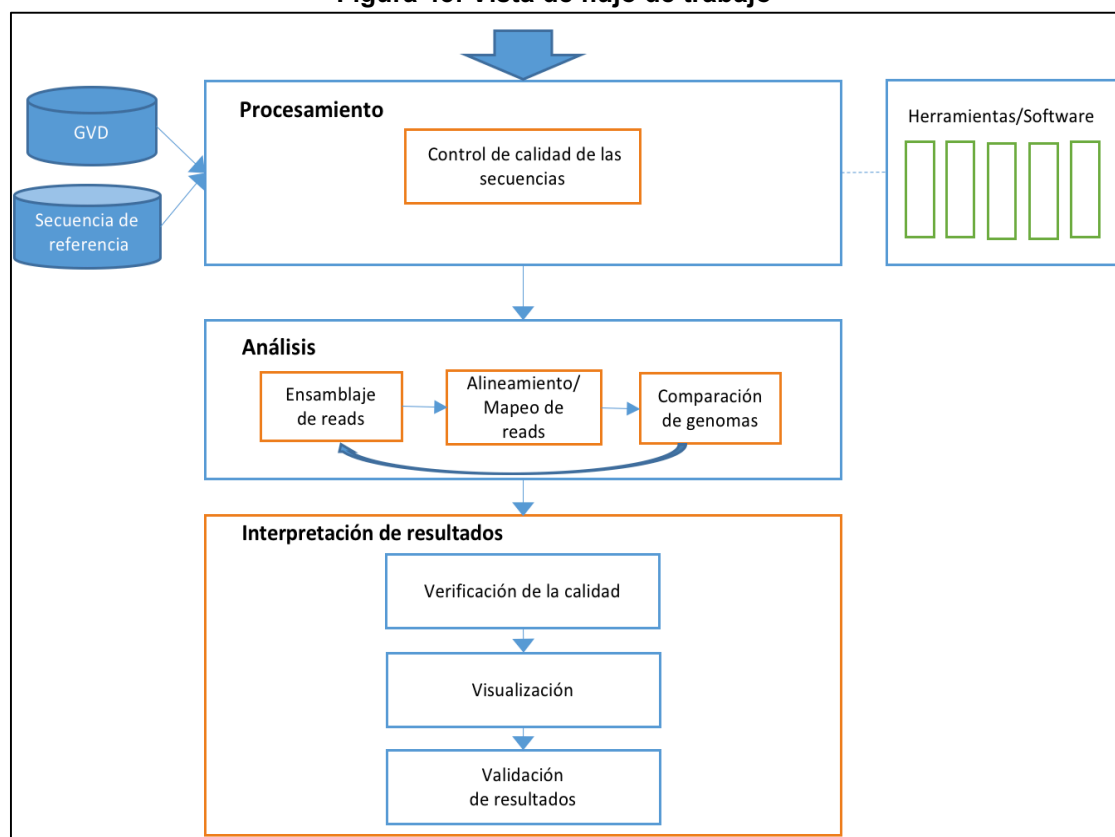 Procesamiento
GVD
Control de calidad de las
secuencias
Secuencia de
referencia
Herramientas/Software
Análisis
Ensamblaje
de reads
Alineamiento/
Mapeo de
reads
Comparación
de genomas
Interpretación de resultados
Verificación de la calidad
Visualización
Validación
de resultados